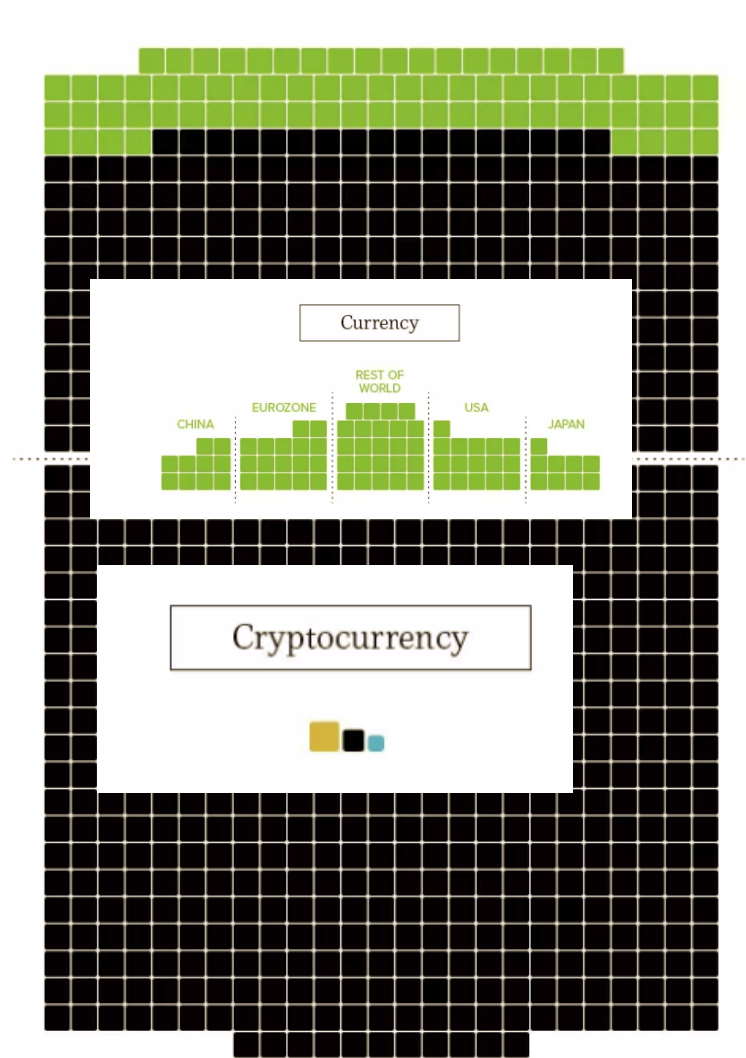 Currency
REST OF
WORLD
EUROZONE
USA
CHINA
JAPAN
Cryptocurrency